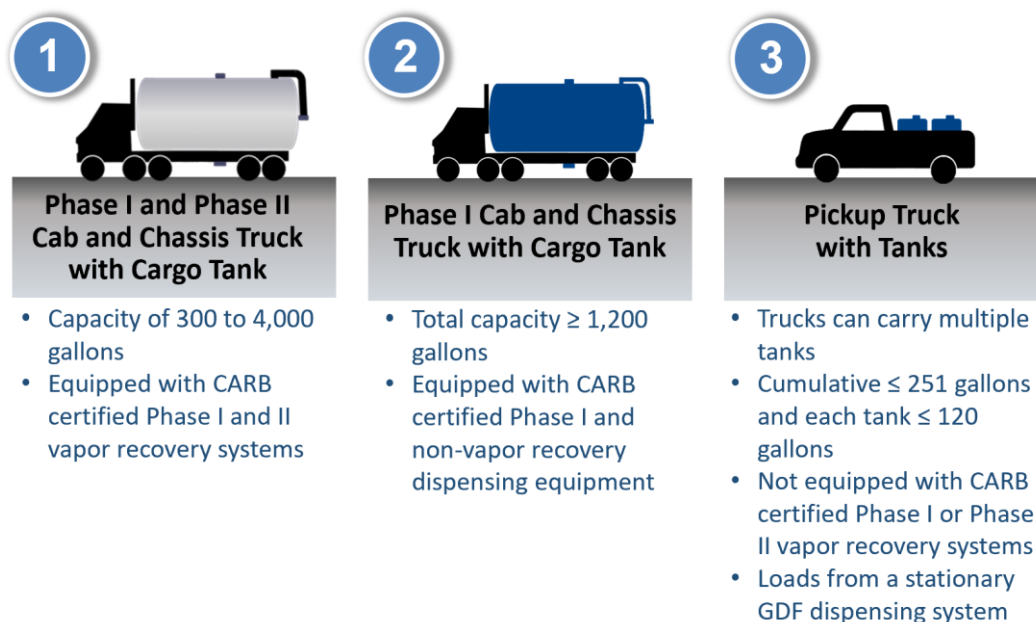 1
Phase I and Phase II
Cab and Chassis Truck
with Cargo Tank
• Capacity of 300 to 4,000
gallons
• Equipped with CARB
certified Phase I and II
vapor recovery systems
2
Phase I Cab and Chassis
Truck with Cargo Tank
• Total capacity ≥ 1,200
gallons
• Equipped with CARB
certified Phase I and
non-vapor recovery
dispensing equipment
3
Pickup Truck
with Tanks
• Trucks can carry multiple
tanks
• Cumulative ≤ 251 gallons
and each tank ≤ 120
gallons
• Not equipped with CARB
certified Phase I or Phase
II vapor recovery systems
• Loads from a stationary
GDF dispensing system